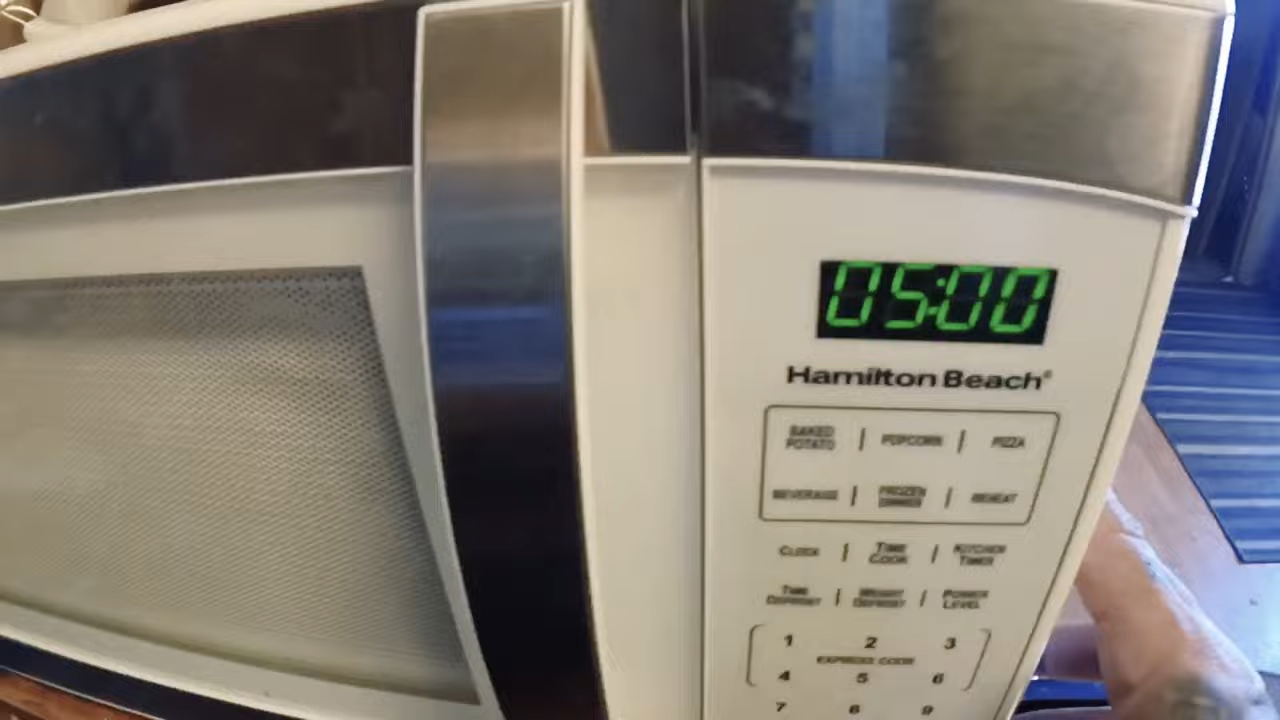 05:00
Hamilton Beach®
BAKED POTATO | POPCORN | PIZZA
BEVERAGE | FROZEN DINNER | REHEAT
CLOCK | TIME COOK | KITCHEN TIMER
TIME DEFROST | WEIGHT DEFROST | POWER LEVEL
1 2 3
EXPRESS COOK
4 5 6
7 8 9